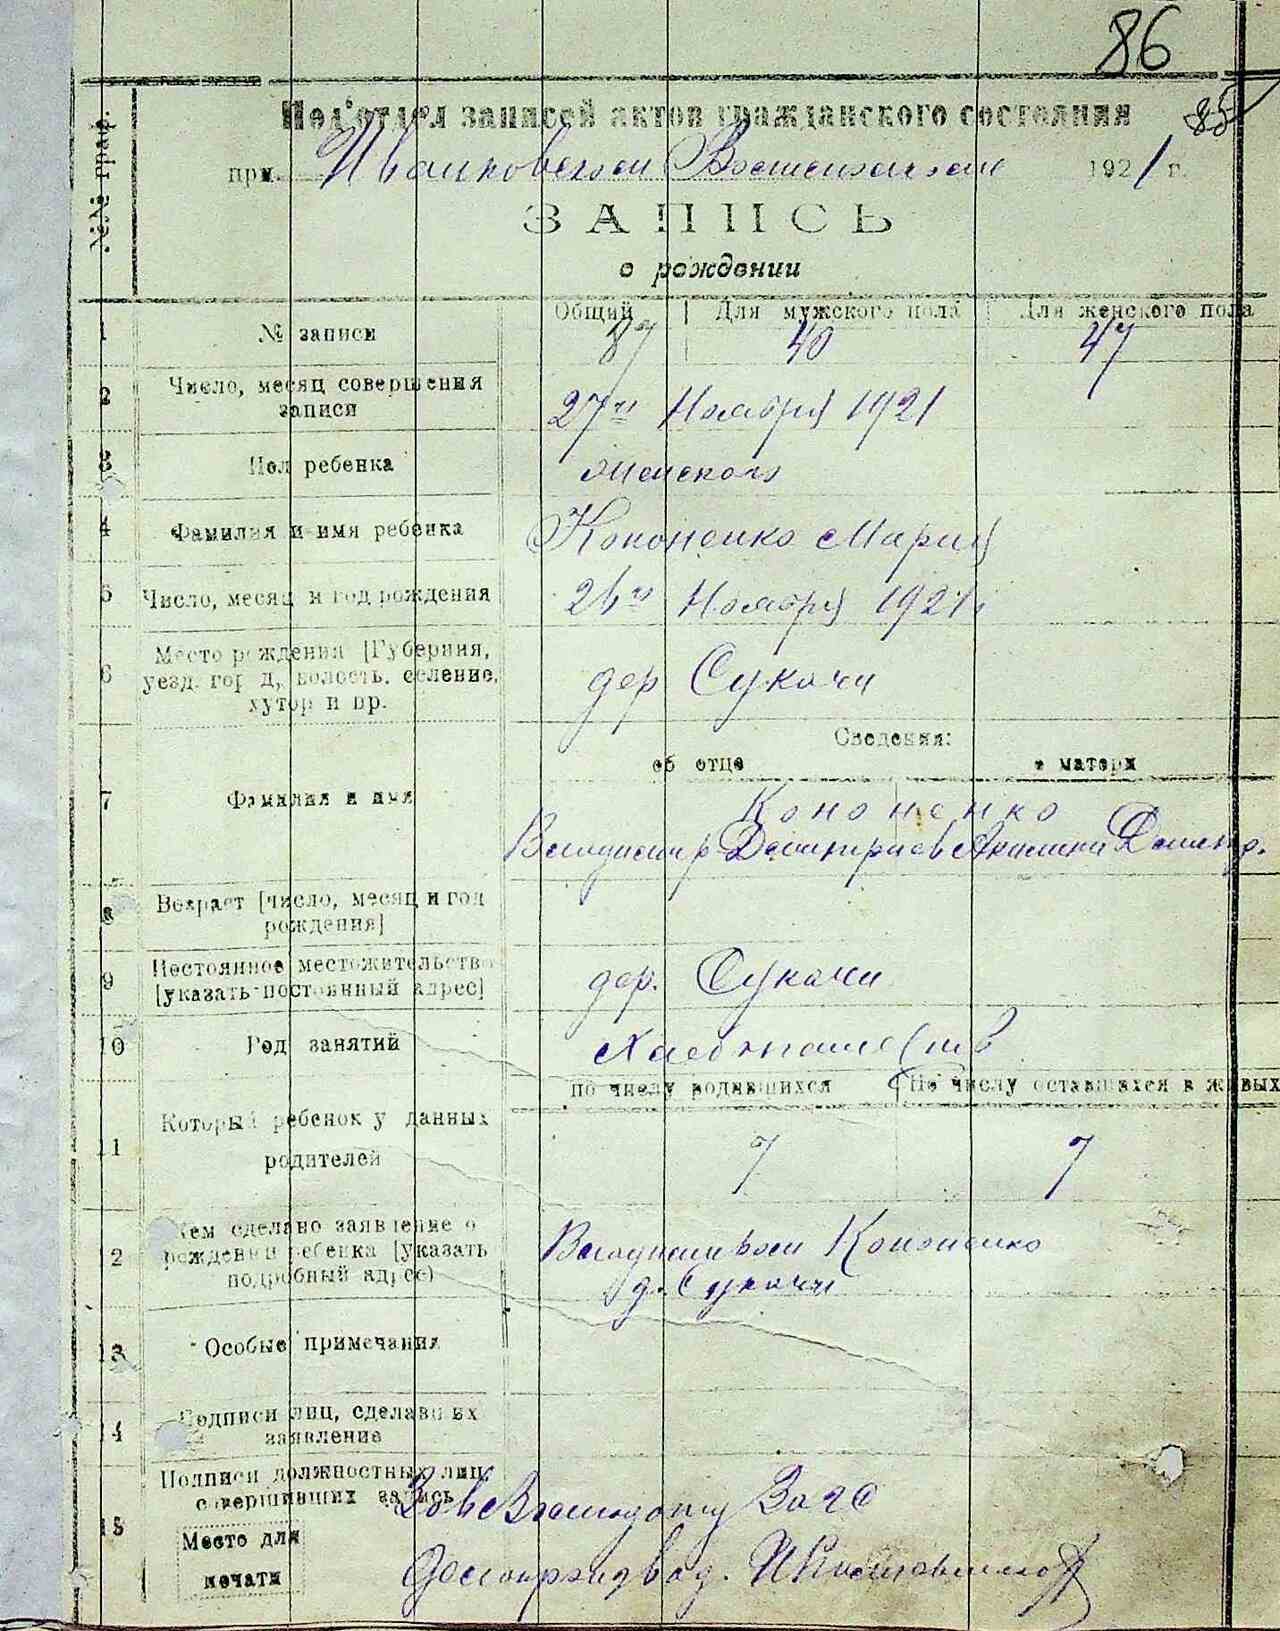 86
85
№№ граф.
Под'отдел записей актов гражданского состояния
при Иванковском Волисполкоме 1921 г.
ЗАПИСЬ
о рождении
Общий | Для мужского пола | Для женского пола
1 № записи 87 40 47
2 Число, месяц совершения
записи 27го Ноября 1921
3 Пол ребенка Женского
4 Фамилия и имя ребенка Кононенко Мария
5 Число, месяц и год рождения 26го Ноября 1921
6 Место рождения [Губерния,
уезд, город, волость, селение,
хутор и пр. дер Сукачи
Сведения:
об отце о матери
7 Фамилия и имя Кононенко
Владимир Дмитриев Акилина Дмитр.
8 Возраст [число, месяц и год
рождения]
9 Постоянное местожительство
[указать постоянный адрес] дер. Сукачи
10 Род занятий Хлебопашество
по числу родившихся По числу оставшихся в живых
11 Который ребенок у данных
родителей 7 7
12 Кем сделано заявление о
рождении ребенка [указать
подробный адрес) Владимиром Кононенко
д. Сукачи
13 Особые примечания
14 Подписи лиц, сделавших
заявление
Подписи должностных лиц,
совершивших запись Загс
15 Место для
печати